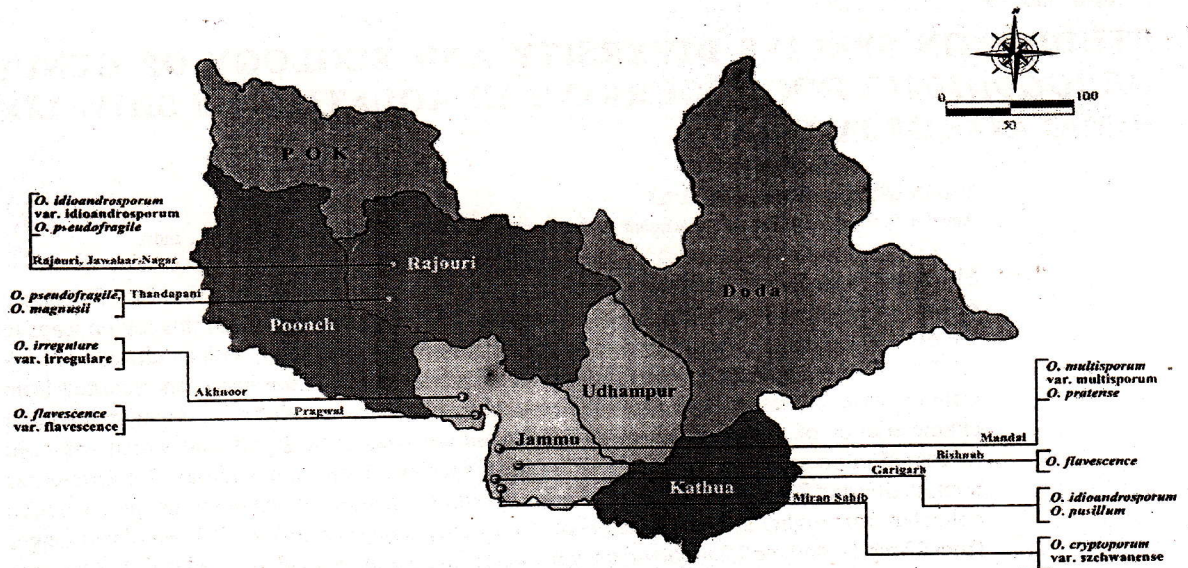 N
0
100
50
P O K
O. idioandrosporum
var. idioandrosporum
O. pseudofragile
Rajouri, Jawahar-Nagar
Rajouri
Doda
O. pseudofragile,
Thandapani
O. magnusii
Poonch
O. irregulare
var. irregulare
Akhnoor
Udhampur
O. multisporum
var. multisporum
O. pratense
O. flavescence
var. flavescence
Pragwal
Jammu
Mandal
Bishnah
O. flavescence
Garigarh
Kathua
Miran Sahib
O. idioandrosporum
O. pusillum
O. cryptoporum
var. szchwanense